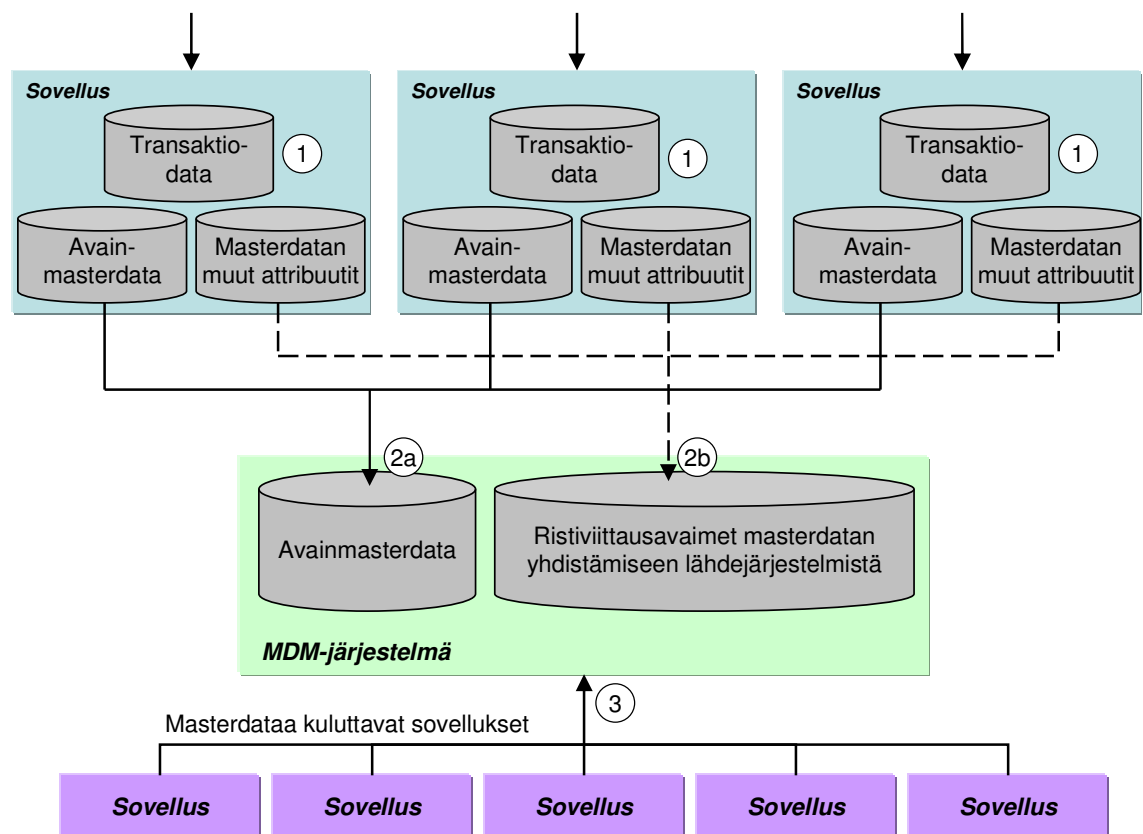 Sovellus
Transaktio-
data
1
Avain-
masterdata
Masterdatan
muut attribuutit
Sovellus
Transaktio-
data
1
Avain-
masterdata
Masterdatan
muut attribuutit
Sovellus
Transaktio-
data
1
Avain-
masterdata
Masterdatan
muut attribuutit
2a
2b
Avainmasterdata
Ristiviittausavaimet masterdatan
yhdistämiseen lähdejärjestelmistä
MDM-järjestelmä
3
Masterdataa kuluttavat sovellukset
Sovellus
Sovellus
Sovellus
Sovellus
Sovellus